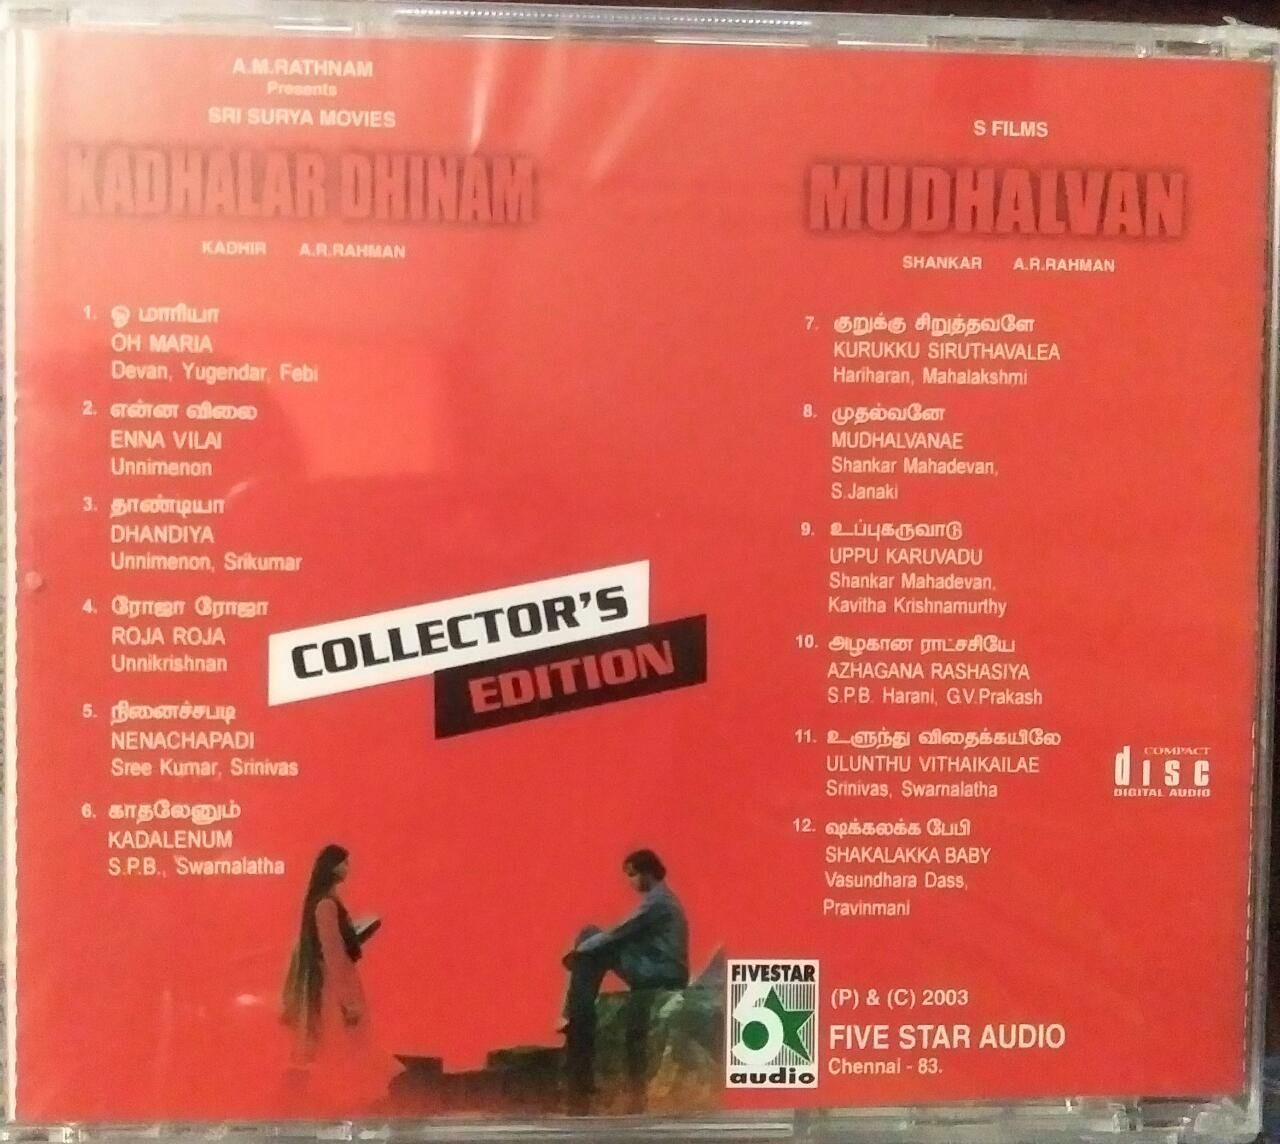 A.M.RATHNAM
Presents
SRI SURYA MOVIES
KADHALAR DHINAM
KADHIR A.R.RAHMAN
1. ஓ மாரியா
OH MARIA
Devan, Yugendar, Febi
2. என்ன விலை
ENNA VILAI
Unnimenon
3. தாண்டியா
DHANDIYA
Unnimenon, Srikumar
4. ரோஜா ரோஜா
ROJA ROJA
Unnikrishnan
5. நினைச்சபடி
NENACHAPADI
Sree Kumar, Srinivas
6. காதலேனும்
KADALENUM
S.P.B., Swarnalatha
COLLECTOR'S
EDITION
S FILMS
MUDHALVAN
SHANKAR A.R.RAHMAN
7. குறுக்கு சிறுத்தவளே
KURUKKU SIRUTHAVALEA
Hariharan, Mahalakshmi
8. முதல்வனே
MUDHALVANAE
Shankar Mahadevan,
S.Janaki
9. உப்புகருவாடு
UPPU KARUVADU
Shankar Mahadevan,
Kavitha Krishnamurthy
10. அழகான ராட்சசியே
AZHAGANA RASHASIYA
S.P.B. Harani, G.V.Prakash
11. உளுந்து விதைக்கயிலே
ULUNTHU VITHAIKAILAE
Srinivas, Swarnalatha
12. ஷக்கலக்க பேபி
SHAKALAKKA BABY
Vasundhara Dass,
Pravinmani
COMPACT
disc
DIGITAL AUDIO
FIVESTAR
audio
(P) & (C) 2003
FIVE STAR AUDIO
Chennai - 83.